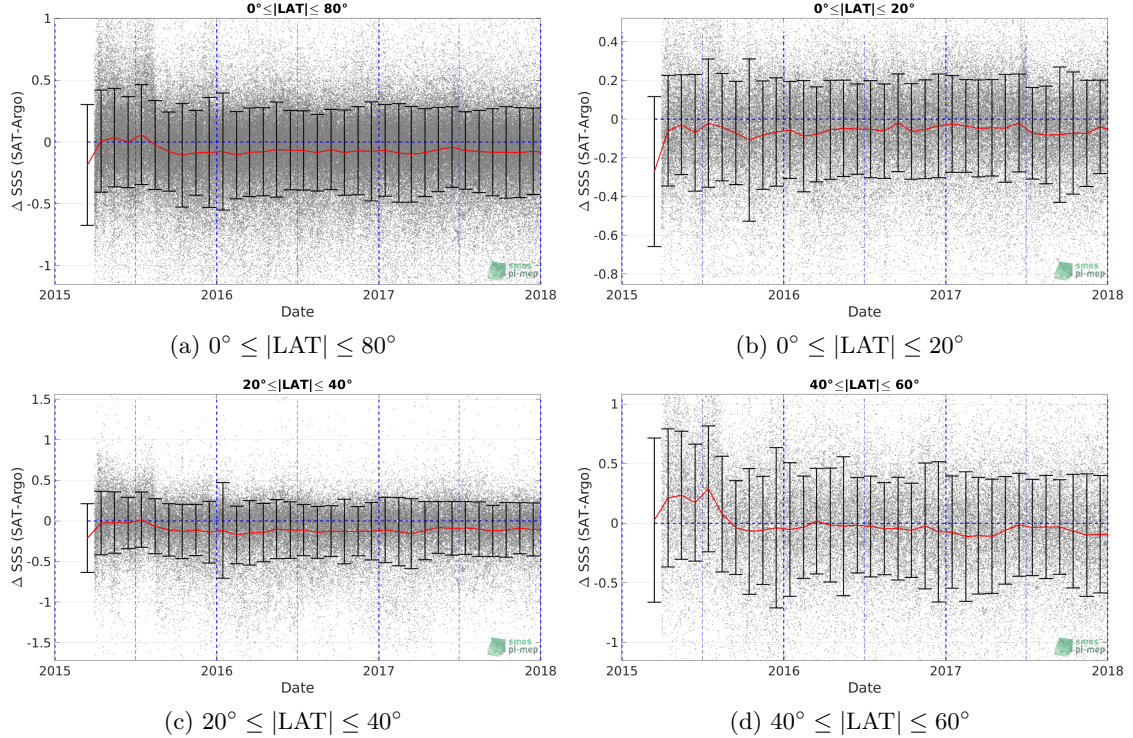 0°≤|LAT|≤ 80°
1
0.5
0
-0.5
-1
Δ SSS (SAT-Argo)
2015 2016 2017 2018
Date
smos
pi-mep
(a) 0° ≤ |LAT| ≤ 80°
0°≤|LAT|≤ 20°
0.4
0.2
0
-0.2
-0.4
-0.6
-0.8
Δ SSS (SAT-Argo)
2015 2016 2017 2018
Date
smos
pi-mep
(b) 0° ≤ |LAT| ≤ 20°
20°≤|LAT|≤ 40°
1.5
1
0.5
0
-0.5
-1
-1.5
Δ SSS (SAT-Argo)
2015 2016 2017 2018
Date
smos
pi-mep
(c) 20° ≤ |LAT| ≤ 40°
40°≤|LAT|≤ 60°
1
0.5
0
-0.5
-1
Δ SSS (SAT-Argo)
2015 2016 2017 2018
Date
smos
pi-mep
(d) 40° ≤ |LAT| ≤ 60°